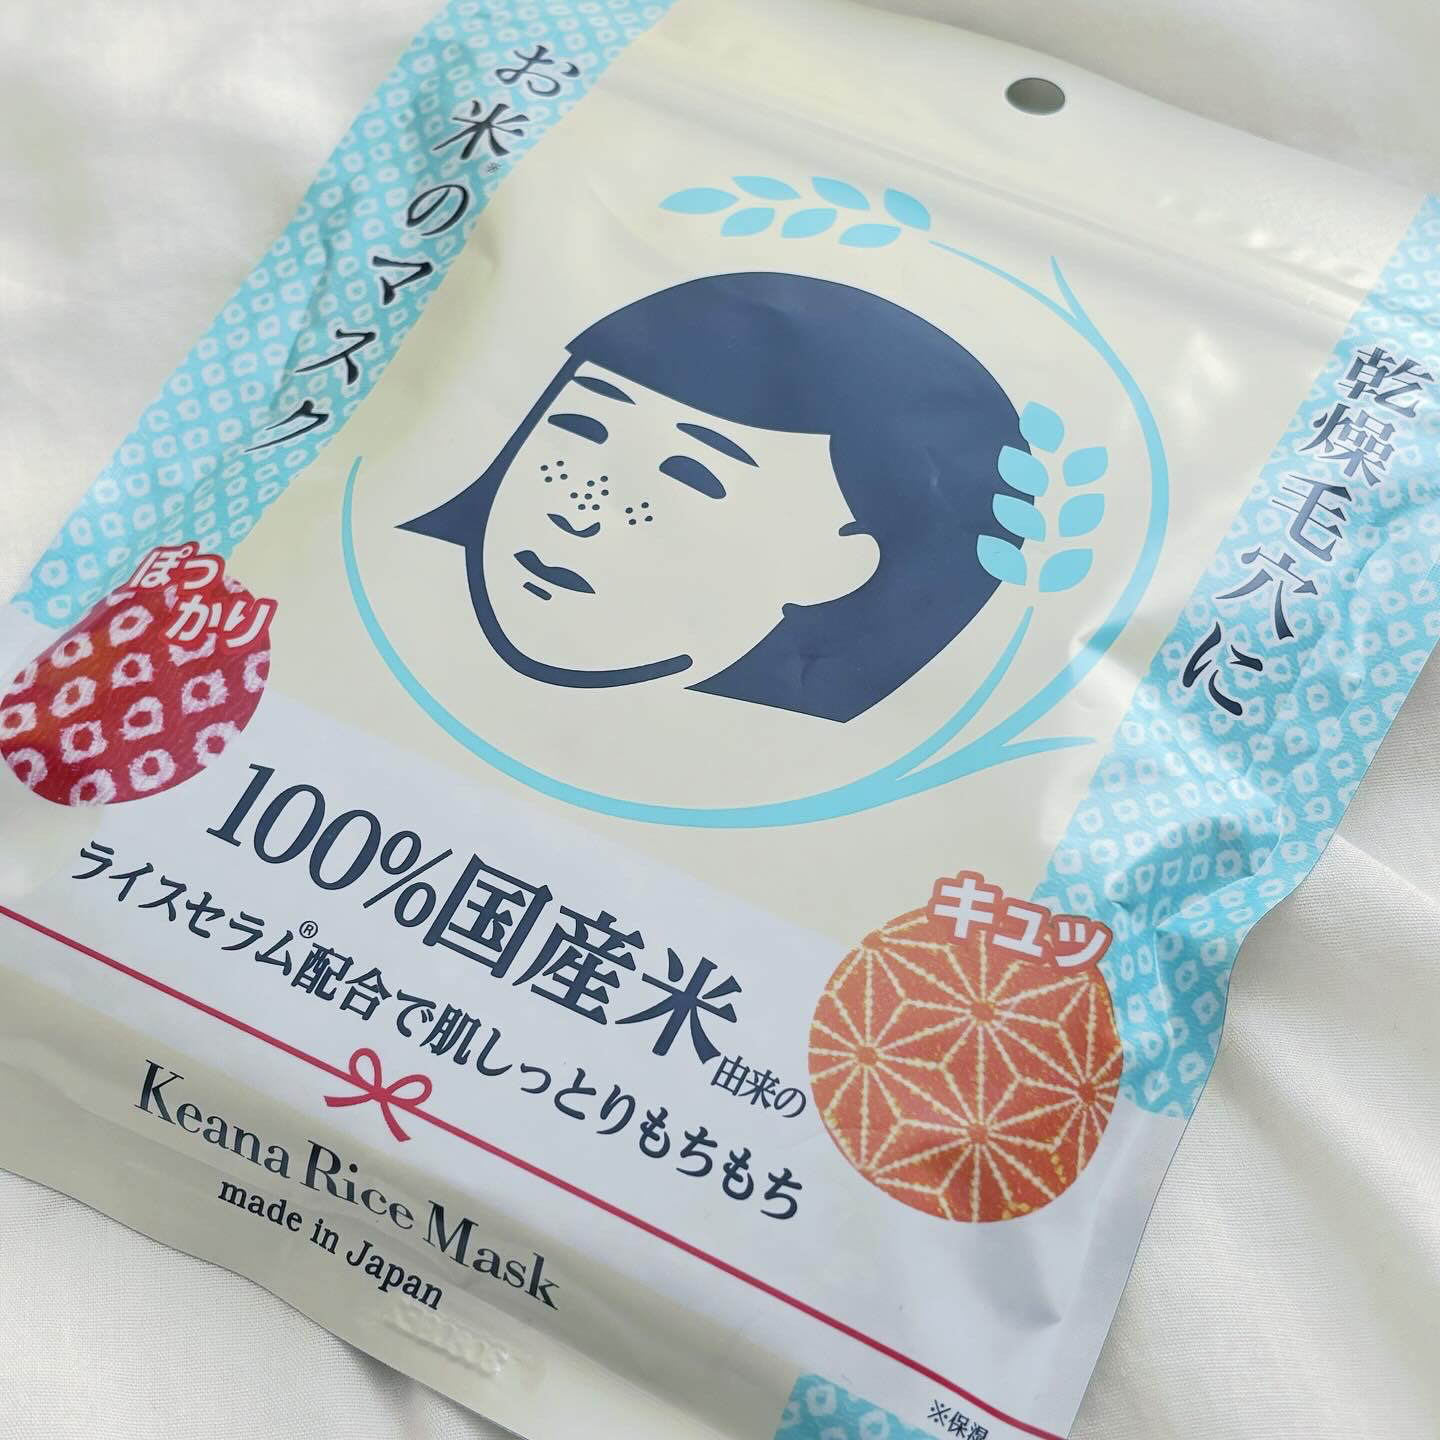 乾燥毛穴に
お米※のマスク
ぽっ
かり
キュッ
100%国産米由来の
ライスセラム®配合で肌しっとりもちもち
Keana Rice Mask
made in Japan
※保湿